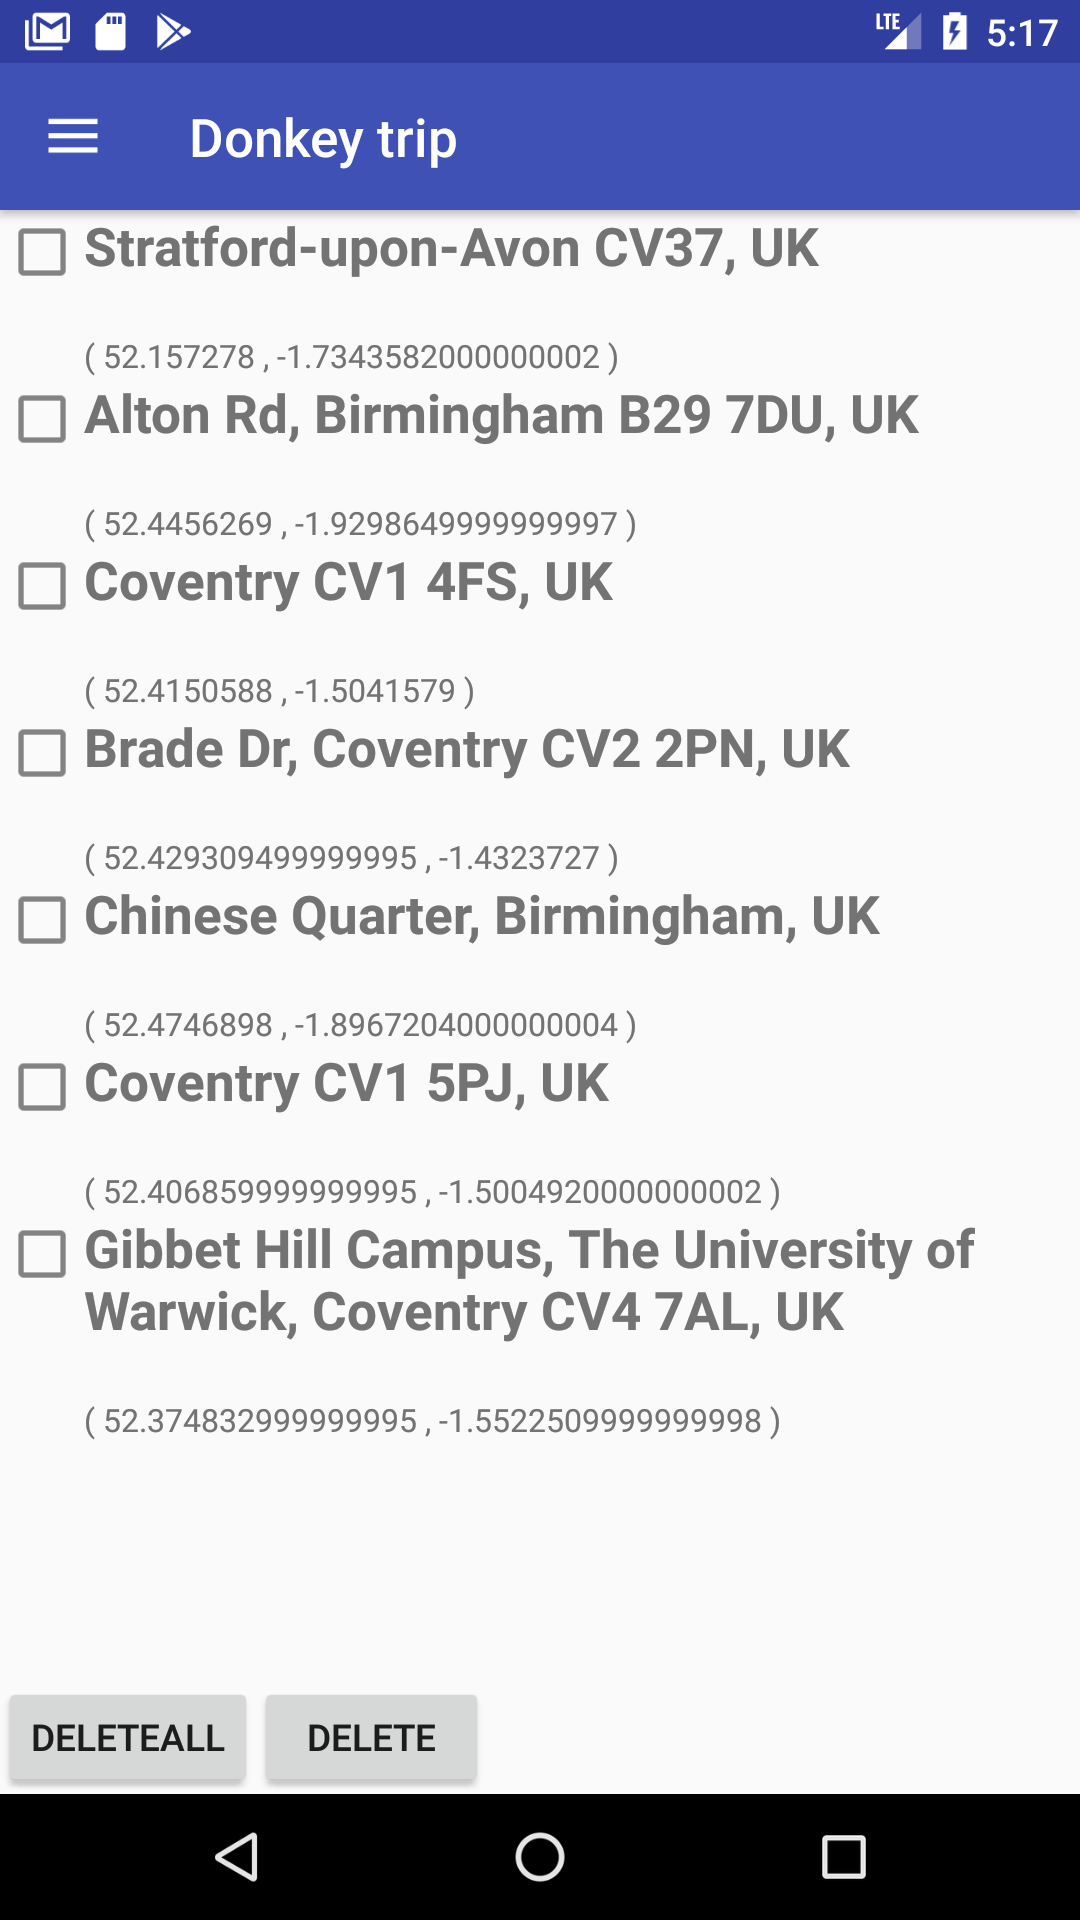 LTE 5:17
Donkey trip
Stratford-upon-Avon CV37, UK
( 52.157278 , -1.7343582000000002 )
Alton Rd, Birmingham B29 7DU, UK
( 52.4456269 , -1.9298649999999997 )
Coventry CV1 4FS, UK
( 52.4150588 , -1.5041579 )
Brade Dr, Coventry CV2 2PN, UK
( 52.429309499999995 , -1.4323727 )
Chinese Quarter, Birmingham, UK
( 52.4746898 , -1.8967204000000004 )
Coventry CV1 5PJ, UK
( 52.406859999999995 , -1.5004920000000002 )
Gibbet Hill Campus, The University of
Warwick, Coventry CV4 7AL, UK
( 52.374832999999995 , -1.5522509999999998 )
DELETEALL DELETE